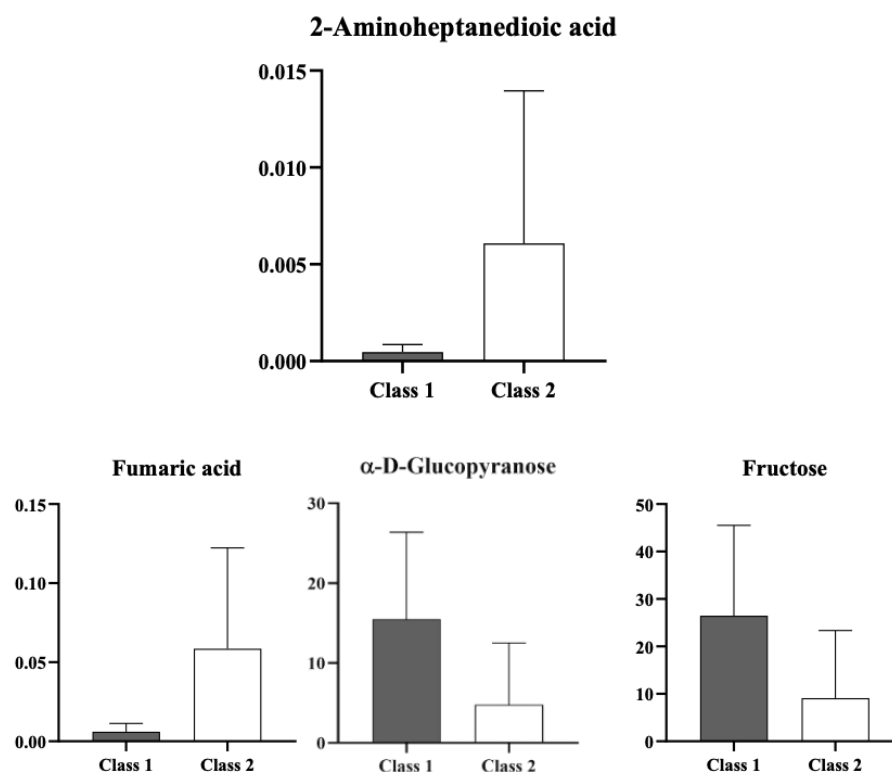 2-Aminoheptanedioic acid
0.015
0.010
0.005
0.000
Class 1 Class 2
Fumaric acid
0.15
0.10
0.05
0.00
Class 1 Class 2
α-D-Glucopyranose
30
20
10
0
Class 1 Class 2
Fructose
50
40
30
20
10
0
Class 1 Class 2